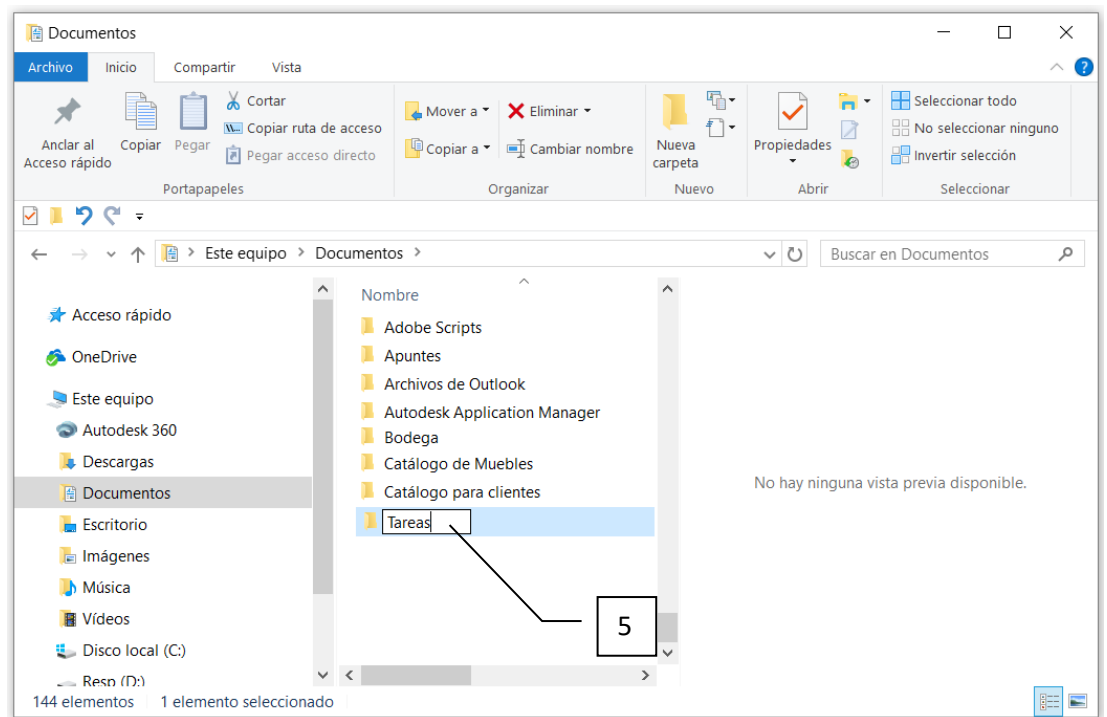 Documentos
Archivo Inicio Compartir Vista
Anclar al
Acceso rápido
Copiar
Pegar
Cortar
Copiar ruta de acceso
Pegar acceso directo
Portapapeles
Mover a
Copiar a
Eliminar
Cambiar nombre
Organizar
Nueva
carpeta
Nuevo
Propiedades
Abrir
Seleccionar todo
No seleccionar ninguno
Invertir selección
Seleccionar
Este equipo > Documentos >
Buscar en Documentos
Acceso rápido
OneDrive
Este equipo
Autodesk 360
Descargas
Documentos
Escritorio
Imágenes
Música
Vídeos
Disco local (C:)
Resp (D:)
Nombre
Adobe Scripts
Apuntes
Archivos de Outlook
Autodesk Application Manager
Bodega
Catálogo de Muebles
Catálogo para clientes
Tareas
5
No hay ninguna vista previa disponible.
144 elementos 1 elemento seleccionado